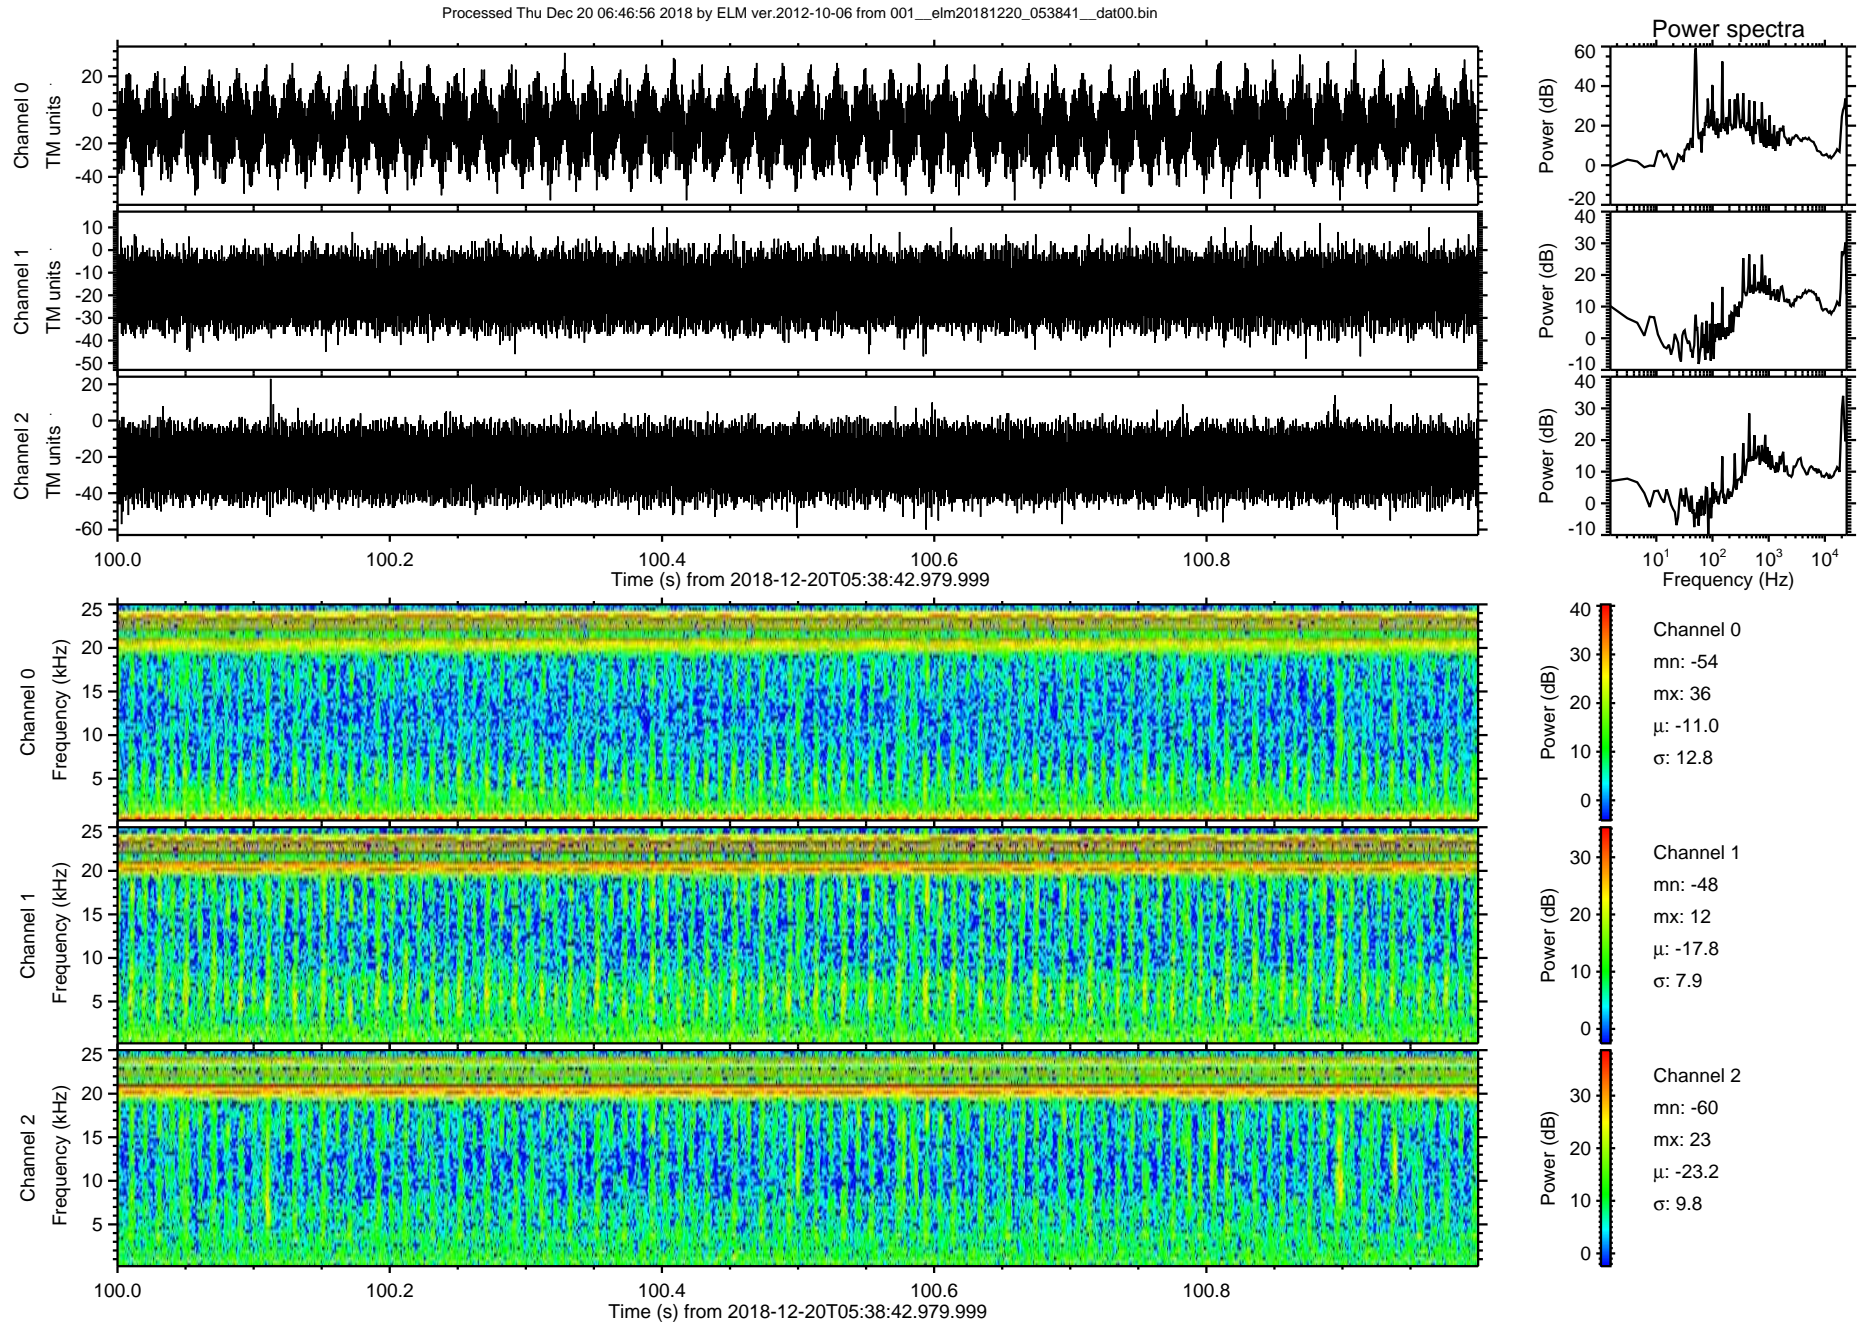 Processed Thu Dec 20 06:46:56 2018 by ELM ver.2012-10-06 from 001__elm20181220_053841__dat00.bin
Power spectra
Channel 0
TM units
20
0
-20
-40
Power (dB)
60
40
20
0
-20
Channel 1
TM units
10
0
-10
-20
-30
-40
-50
Power (dB)
40
30
20
10
0
-10
Channel 2
TM units
20
0
-20
-40
-60
Power (dB)
40
30
20
10
0
-10
100.0 100.2 100.4 100.6 100.8
Time (s) from 2018-12-20T05:38:42.979.999
10¹ 10² 10³ 10⁴
Frequency (Hz)
Channel 0
Frequency (kHz)
25
20
15
10
5
Power (dB)
40
30
20
10
0
Channel 0
mn: -54
mx: 36
μ: -11.0
σ: 12.8
Channel 1
Frequency (kHz)
25
20
15
10
5
Power (dB)
30
20
10
0
Channel 1
mn: -48
mx: 12
μ: -17.8
σ: 7.9
Channel 2
Frequency (kHz)
25
20
15
10
5
Power (dB)
30
20
10
0
Channel 2
mn: -60
mx: 23
μ: -23.2
σ: 9.8
100.0 100.2 100.4 100.6 100.8
Time (s) from 2018-12-20T05:38:42.979.999